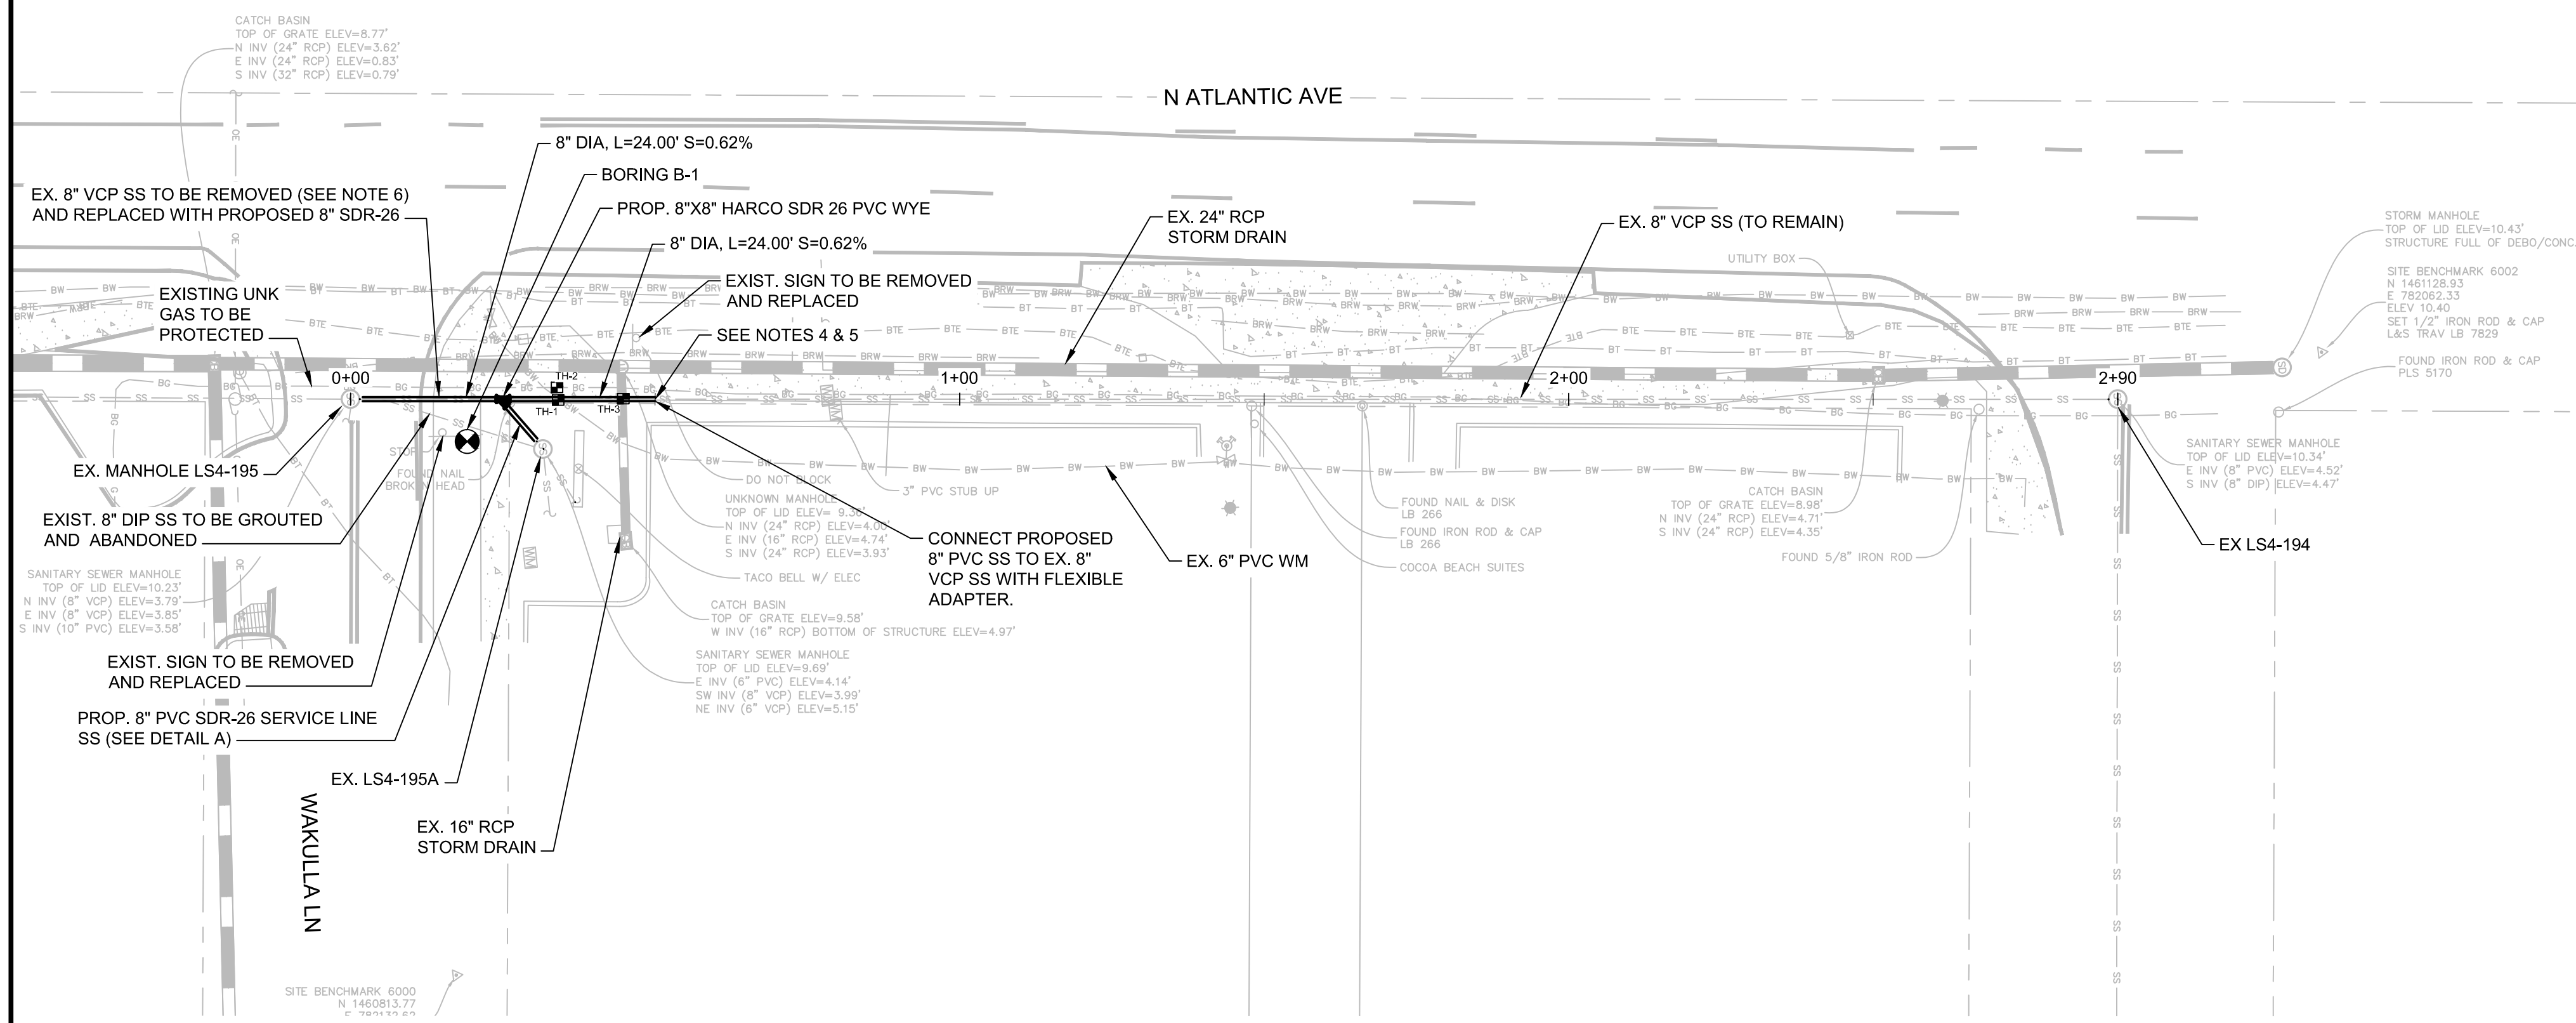 CATCH BASIN
TOP OF GRATE ELEV=8.77'
N INV (24" RCP) ELEV=3.62'
E INV (24" RCP) ELEV=0.83'
S INV (32" RCP) ELEV=0.79'
N ATLANTIC AVE
8" DIA, L=24.00' S=0.62%
BORING B-1
PROP. 8"X8" HARCO SDR 26 PVC WYE
8" DIA, L=24.00' S=0.62%
EX. 8" VCP SS TO BE REMOVED (SEE NOTE 6)
AND REPLACED WITH PROPOSED 8" SDR-26
EX. 24" RCP
STORM DRAIN
EX. 8" VCP SS (TO REMAIN)
STORM MANHOLE
TOP OF LID ELEV=10.43'
STRUCTURE FULL OF DEBO/CONC.
UTILITY BOX
SITE BENCHMARK 6002
N 1461128.93
E 782062.33
ELEV 10.40
SET 1/2" IRON ROD & CAP
L&S TRAV LB 7829
EXIST. SIGN TO BE REMOVED
AND REPLACED
EXISTING UNK
GAS TO BE
PROTECTED
SEE NOTES 4 & 5
FOUND IRON ROD & CAP
PLS 5170
0+00
TH-2
TH-1
TH-3
1+00
2+00
2+90
STOP
FOUND NAIL
BROKEN HEAD
EX. MANHOLE LS4-195
DO NOT BLOCK
UNKNOWN MANHOLE
TOP OF LID ELEV= 9.36'
N INV (24" RCP) ELEV=4.00'
E INV (16" RCP) ELEV=4.74'
S INV (24" RCP) ELEV=3.93'
3" PVC STUB UP
FOUND NAIL & DISK
LB 266
FOUND IRON ROD & CAP
LB 266
COCOA BEACH SUITES
CATCH BASIN
TOP OF GRATE ELEV=8.98'
N INV (24" RCP) ELEV=4.71'
S INV (24" RCP) ELEV=4.35'
FOUND 5/8" IRON ROD
SANITARY SEWER MANHOLE
TOP OF LID ELEV=10.34'
E INV (8" PVC) ELEV=4.52'
S INV (8" DIP) ELEV=4.47'
EXIST. 8" DIP SS TO BE GROUTED
AND ABANDONED
CONNECT PROPOSED
8" PVC SS TO EX. 8"
VCP SS WITH FLEXIBLE
ADAPTER.
EX. 6" PVC WM
EX LS4-194
TACO BELL W/ ELEC
SANITARY SEWER MANHOLE
TOP OF LID ELEV=10.23'
N INV (8" VCP) ELEV=3.79'
E INV (8" VCP) ELEV=3.85'
S INV (10" PVC) ELEV=3.58'
CATCH BASIN
TOP OF GRATE ELEV=9.58'
W INV (16" RCP) BOTTOM OF STRUCTURE ELEV=4.97'
EXIST. SIGN TO BE REMOVED
AND REPLACED
SANITARY SEWER MANHOLE
TOP OF LID ELEV=9.69'
E INV (6" PVC) ELEV=4.14'
SW INV (8" VCP) ELEV=3.99'
NE INV (6" VCP) ELEV=5.15'
PROP. 8" PVC SDR-26 SERVICE LINE
SS (SEE DETAIL A)
EX. LS4-195A
EX. 16" RCP
STORM DRAIN
WAKULLA LN
SITE BENCHMARK 6000
N 1460813.77